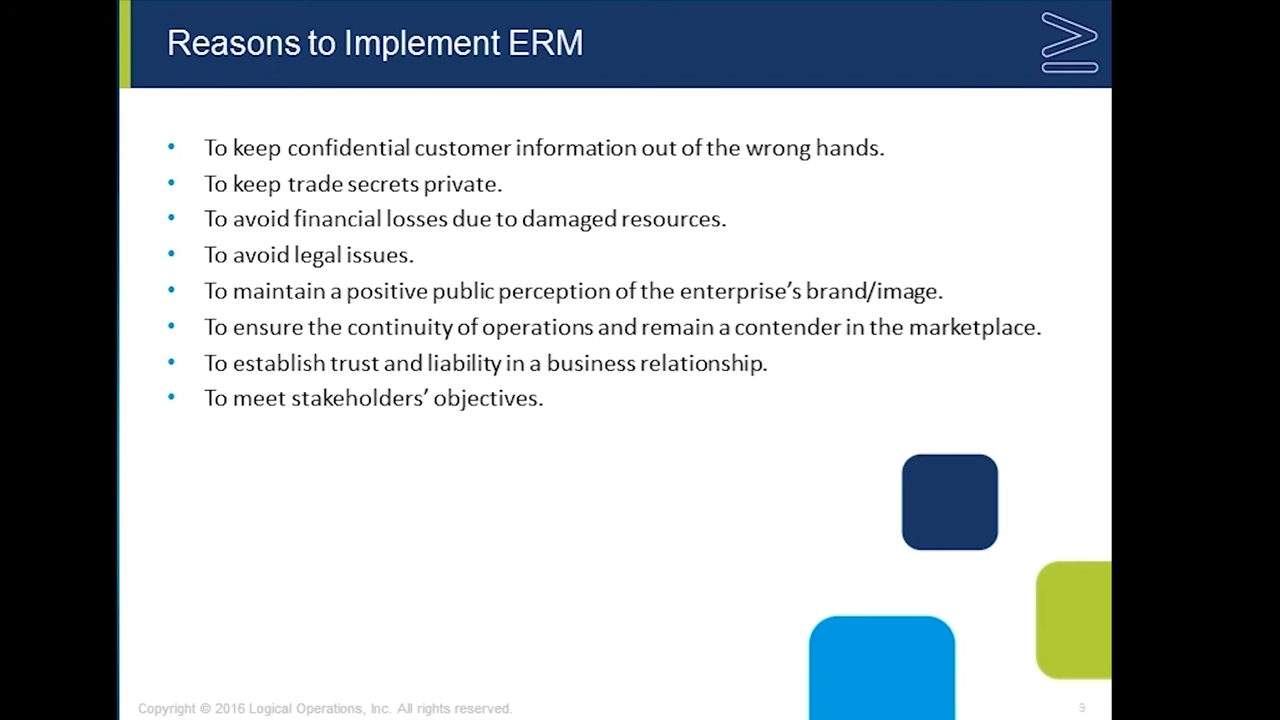 Reasons to Implement ERM
• To keep confidential customer information out of the wrong hands.
• To keep trade secrets private.
• To avoid financial losses due to damaged resources.
• To avoid legal issues.
• To maintain a positive public perception of the enterprise’s brand/image.
• To ensure the continuity of operations and remain a contender in the marketplace.
• To establish trust and liability in a business relationship.
• To meet stakeholders’ objectives.
Copyright © 2016 Logical Operations, Inc. All rights reserved.
9